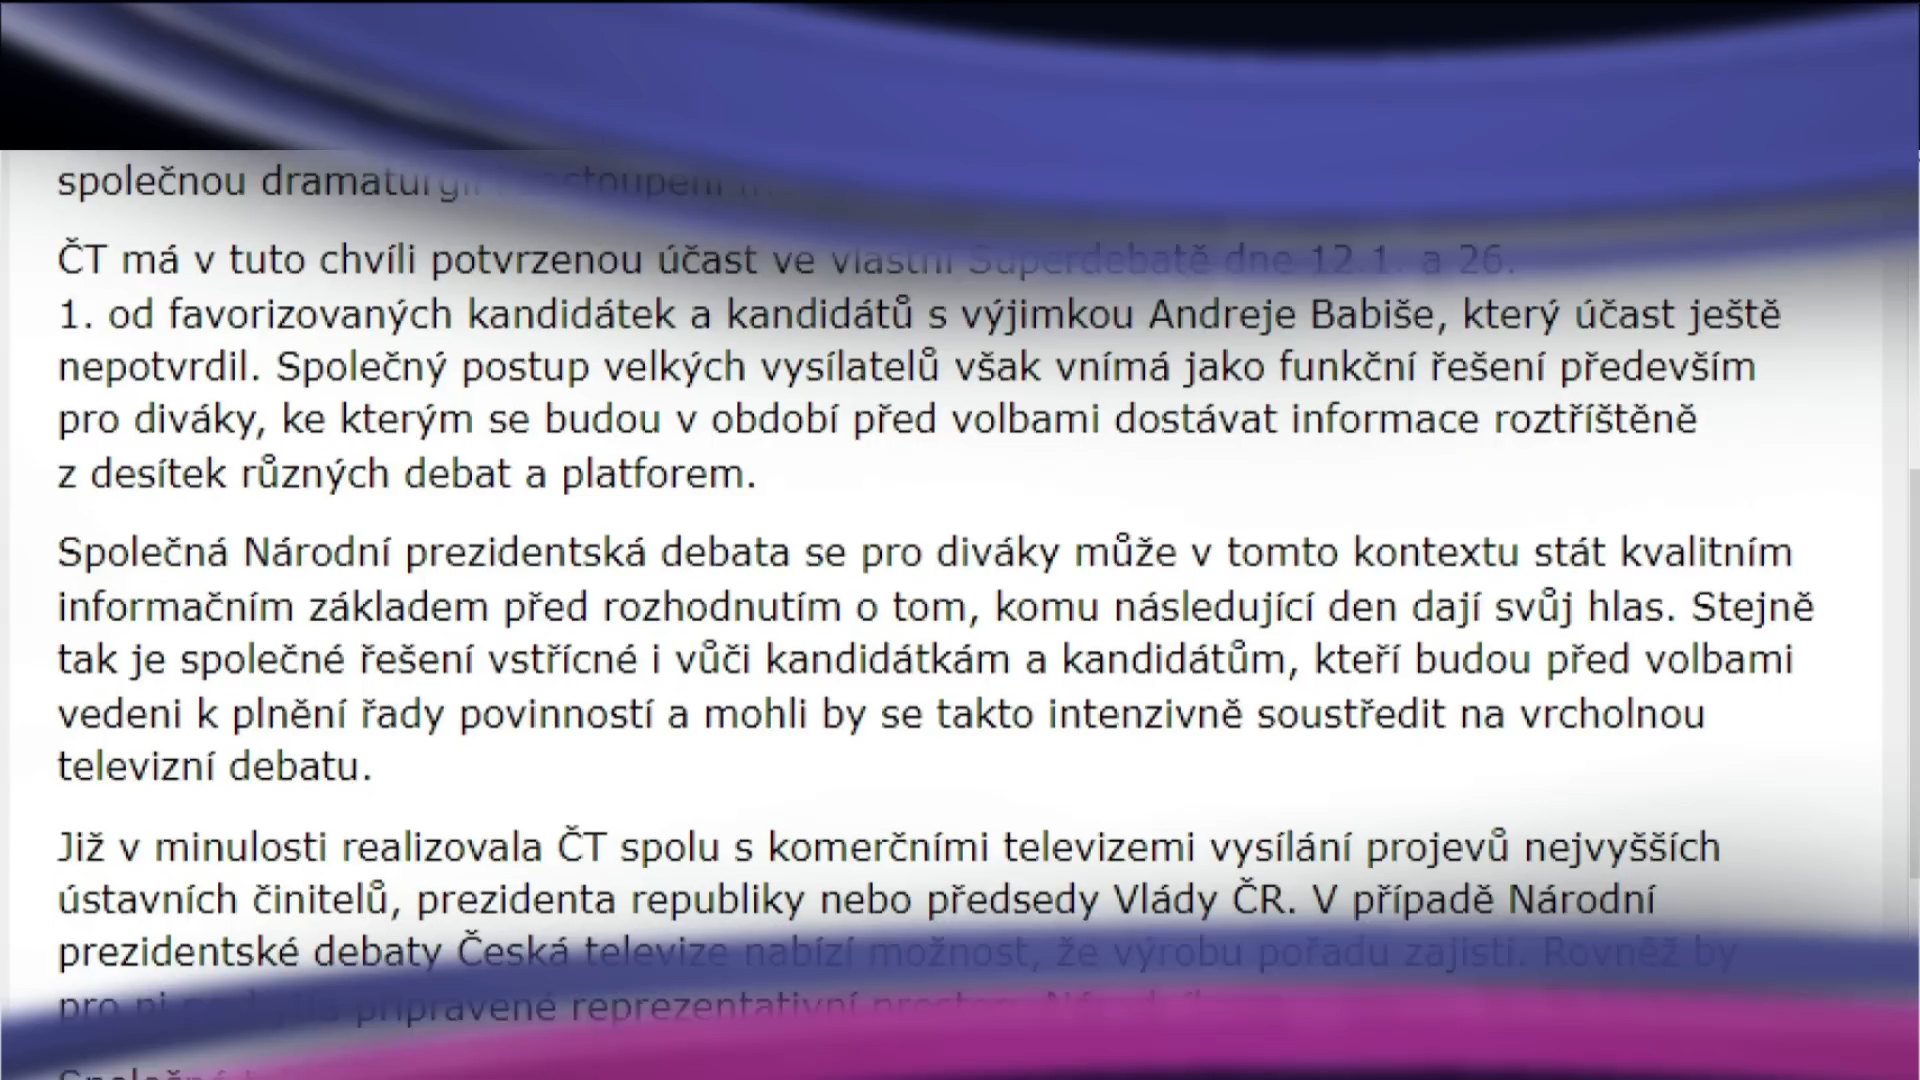 společnou dramaturgii zastoupení
ČT má v tuto chvíli potvrzenou účast ve vlastní Superdebatě dne 12.1. a 26.
1. od favorizovaných kandidátek a kandidátů s výjimkou Andreje Babiše, který účast ještě
nepotvrdil. Společný postup velkých vysílatelů však vnímá jako funkční řešení především
pro diváky, ke kterým se budou v období před volbami dostávat informace roztříštěně
z desítek různých debat a platforem.
Společná Národní prezidentská debata se pro diváky může v tomto kontextu stát kvalitním
informačním základem před rozhodnutím o tom, komu následující den dají svůj hlas. Stejně
tak je společné řešení vstřícné i vůči kandidátkám a kandidátům, kteří budou před volbami
vedeni k plnění řady povinností a mohli by se takto intenzivně soustředit na vrcholnou
televizní debatu.
Již v minulosti realizovala ČT spolu s komerčními televizemi vysílání projevů nejvyšších
ústavních činitelů, prezidenta republiky nebo předsedy Vlády ČR. V případě Národní
prezidentské debaty Česká televize nabízí možnost, že výrobu pořadu zajistí. Rovněž by
pro ni připravené reprezentativní